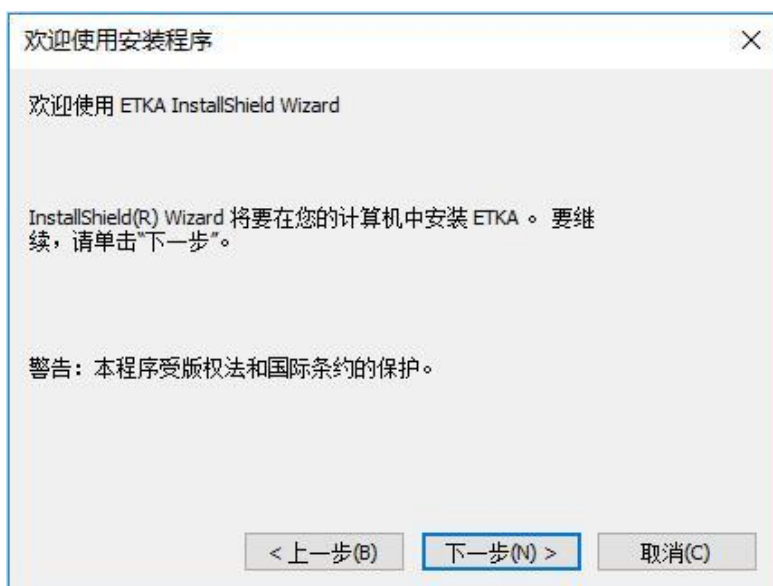 欢迎使用安装程序
欢迎使用 ETKA InstallShield Wizard
InstallShield(R) Wizard 将要在您的计算机中安装 ETKA 。 要继
续，请单击“下一步”。
警告：本程序受版权法和国际条约的保护。
< 上一步(B)
下一步(N) >
取消(C)